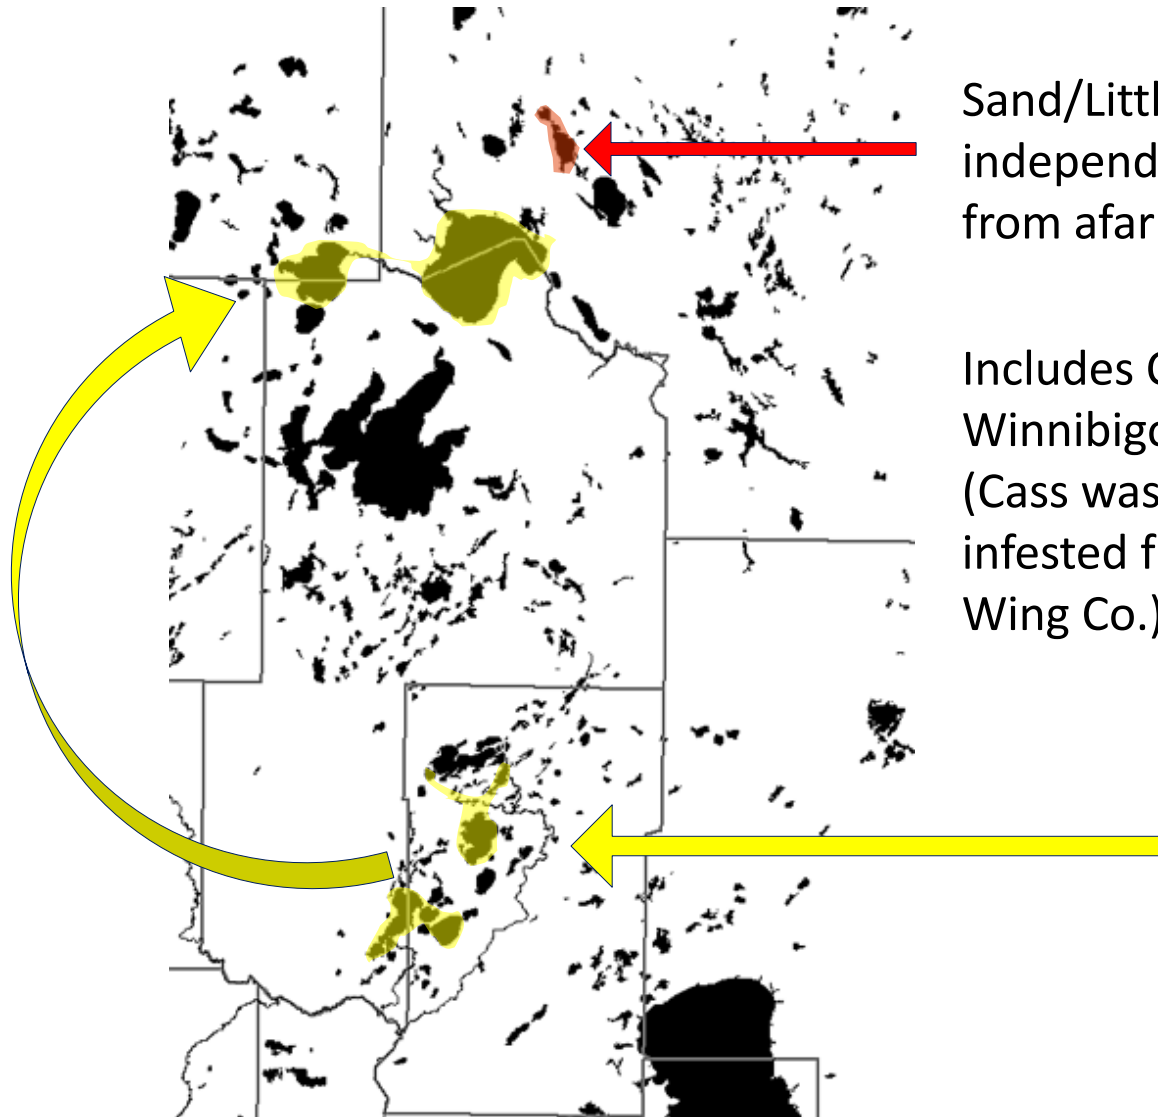 Sand/Littl
independ
from afar
Includes
Winnibigo
(Cass was
infested f
Wing Co.)